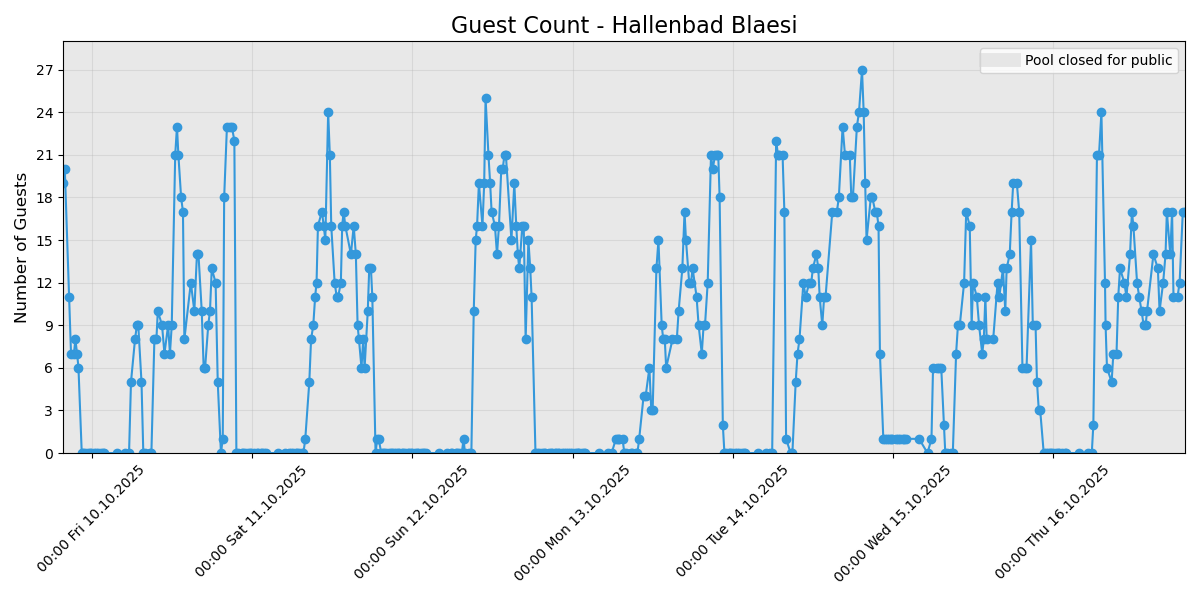 Guest Count - Hallenbad Blaesi
Pool closed for public
Number of Guests
27
24
21
18
15
12
9
6
3
0
00:00 Fri 10.10.2025
00:00 Sat 11.10.2025
00:00 Sun 12.10.2025
00:00 Mon 13.10.2025
00:00 Tue 14.10.2025
00:00 Wed 15.10.2025
00:00 Thu 16.10.2025